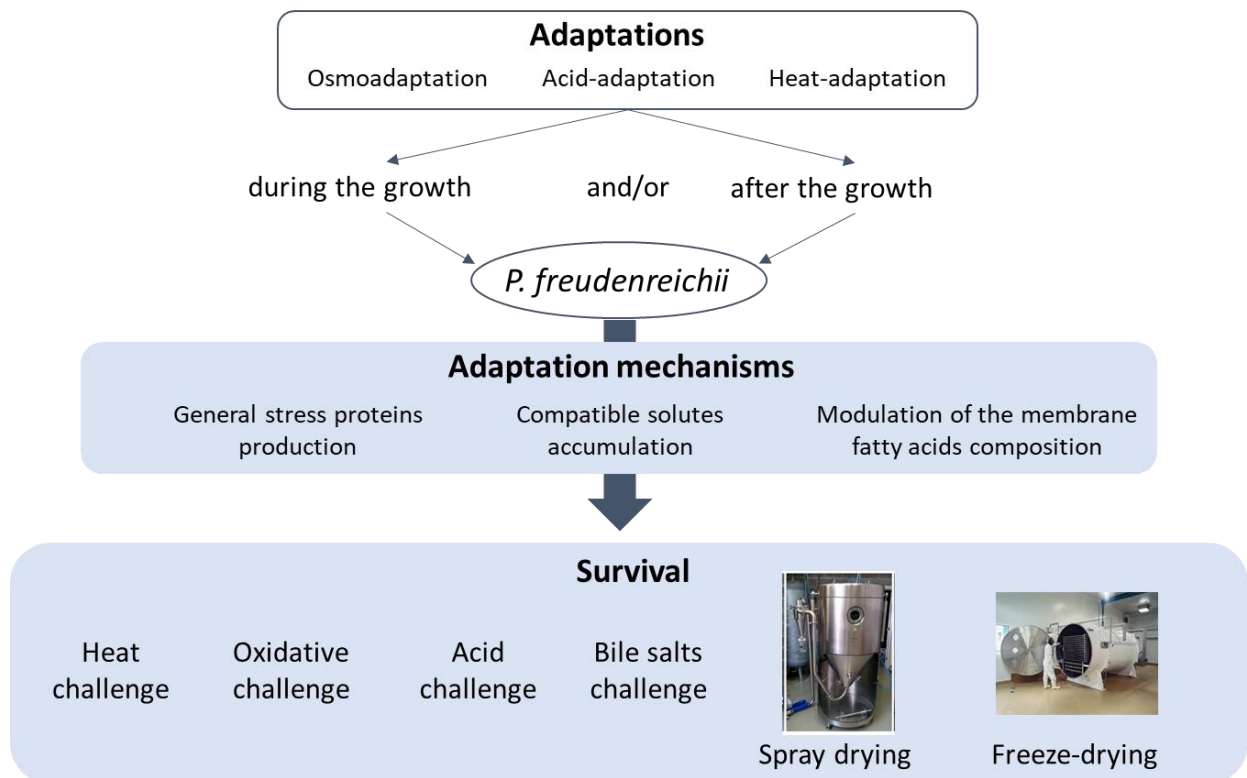 Adaptations
Osmoadaptation Acid-adaptation Heat-adaptation
during the growth and/or after the growth
P. freudenreichii
Adaptation mechanisms
General stress proteins
production
Compatible solutes
accumulation
Modulation of the membrane
fatty acids composition
Survival
Heat
challenge
Oxidative
challenge
Acid
challenge
Bile salts
challenge
Spray drying
Freeze-drying